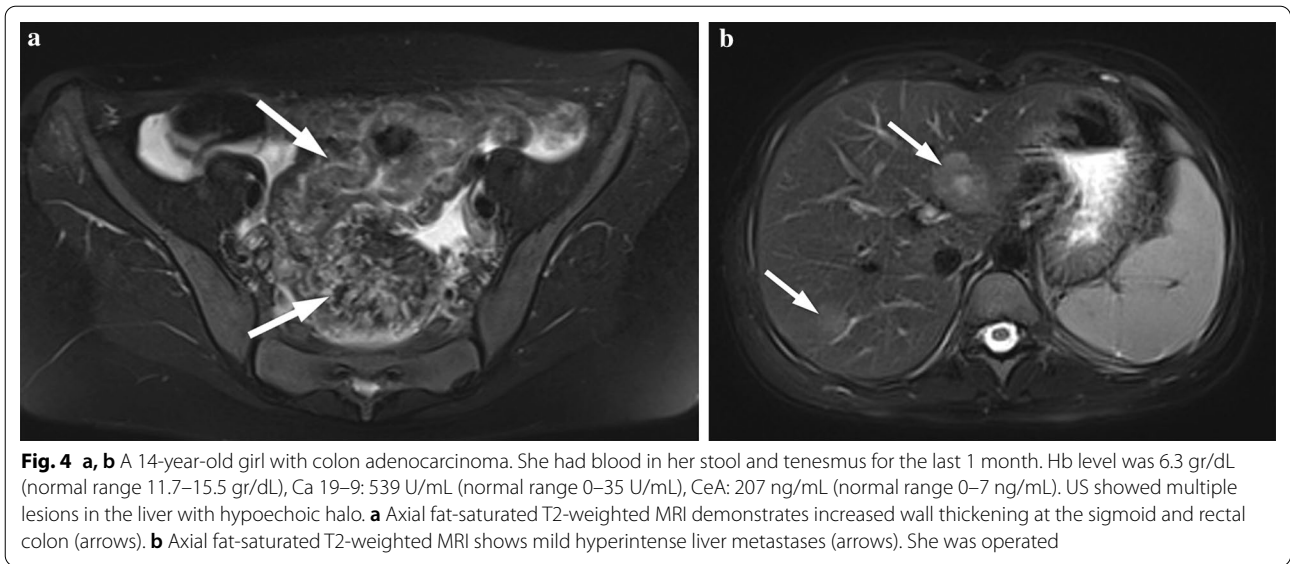 a
b
Fig. 4 a, b A 14-year-old girl with colon adenocarcinoma. She had blood in her stool and tenesmus for the last 1 month. Hb level was 6.3 gr/dL
(normal range 11.7–15.5 gr/dL), Ca 19–9: 539 U/mL (normal range 0–35 U/mL), CeA: 207 ng/mL (normal range 0–7 ng/mL). US showed multiple
lesions in the liver with hypoechoic halo. a Axial fat-saturated T2-weighted MRI demonstrates increased wall thickening at the sigmoid and rectal
colon (arrows). b Axial fat-saturated T2-weighted MRI shows mild hyperintense liver metastases (arrows). She was operated